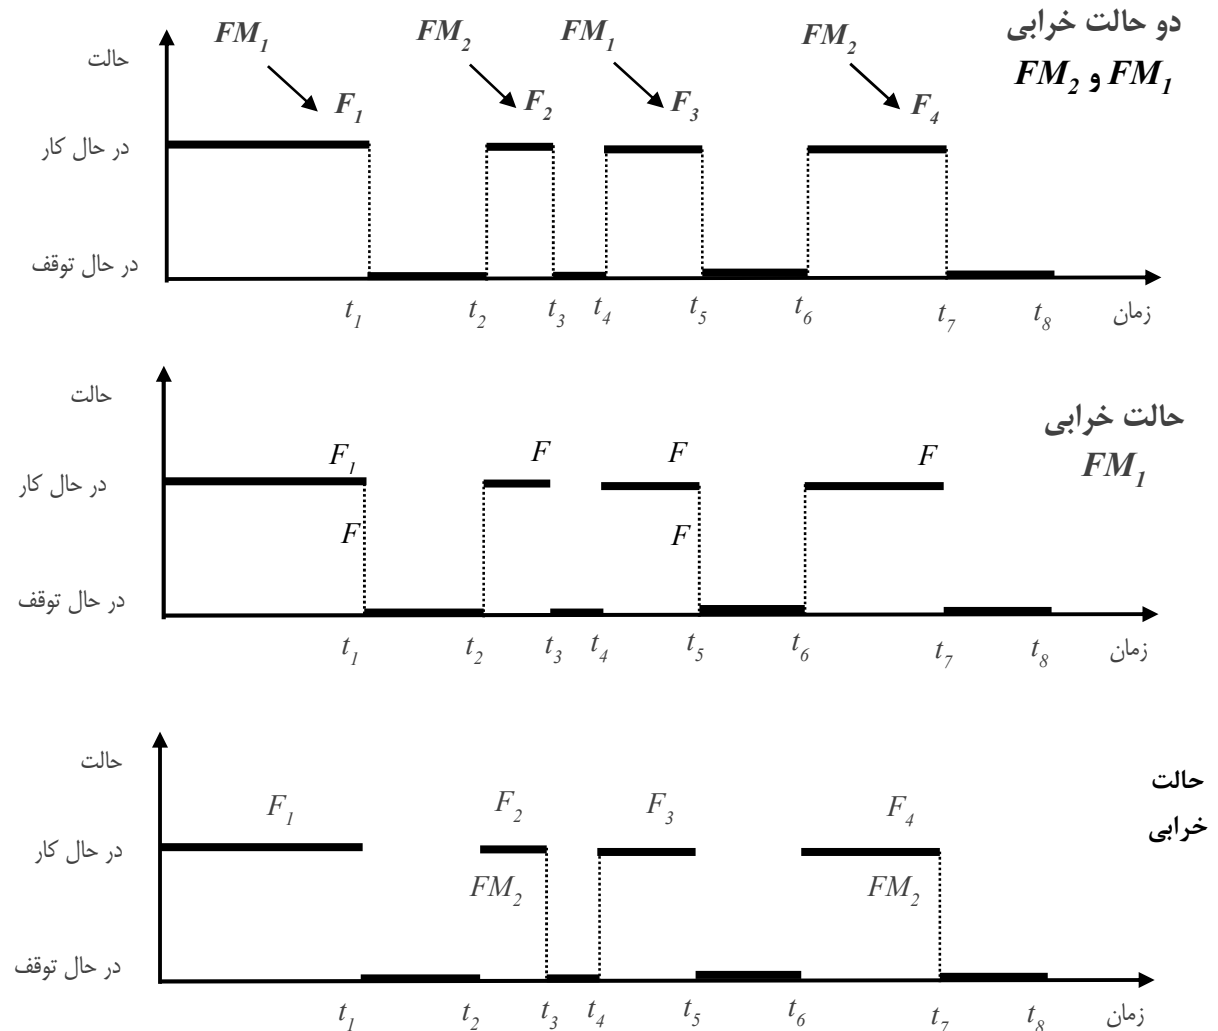 دو حالت خرابی
FM1 و FM2
FM1 FM2 FM1 FM2
حالت
F1 F2 F3 F4
در حال کار
در حال توقف
t1 t2 t3 t4 t5 t6 t7 t8 زمان
حالت خرابی
FM1
حالت
F1 F F F
در حال کار
F F
در حال توقف
t1 t2 t3 t4 t5 t6 t7 t8 زمان
حالت
خرابی
حالت
F1 F2 F3 F4
در حال کار
FM2 FM2
در حال توقف
t1 t2 t3 t4 t5 t6 t7 t8 زمان